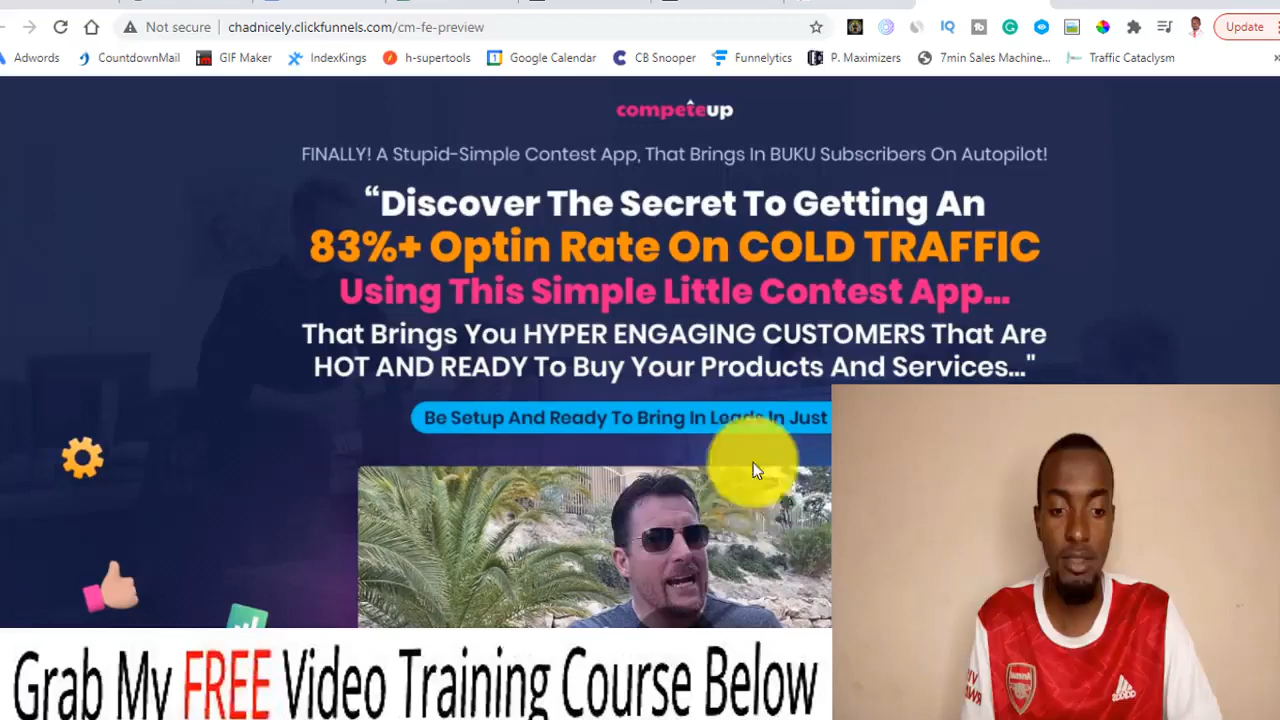 Not secure
chadnicely.clickfunnels.com/cm-fe-preview
IQ
Update
Adwords
CountdownMail
GIF Maker
IndexKings
h-supertools
Google Calendar
CB Snooper
Funnelytics
P. Maximizers
7min Sales Machine...
Traffic Cataclysm
competeup
FINALLY! A Stupid-Simple Contest App, That Brings In BUKU Subscribers On Autopilot!
“Discover The Secret To Getting An
83%+ Optin Rate On COLD TRAFFIC
Using This Simple Little Contest App...
That Brings You HYPER ENGAGING CUSTOMERS That Are
HOT AND READY To Buy Your Products And Services..."
Be Setup And Ready To Bring In Leads In Just
Grab My FREE Video Training Course Below
Arsenal